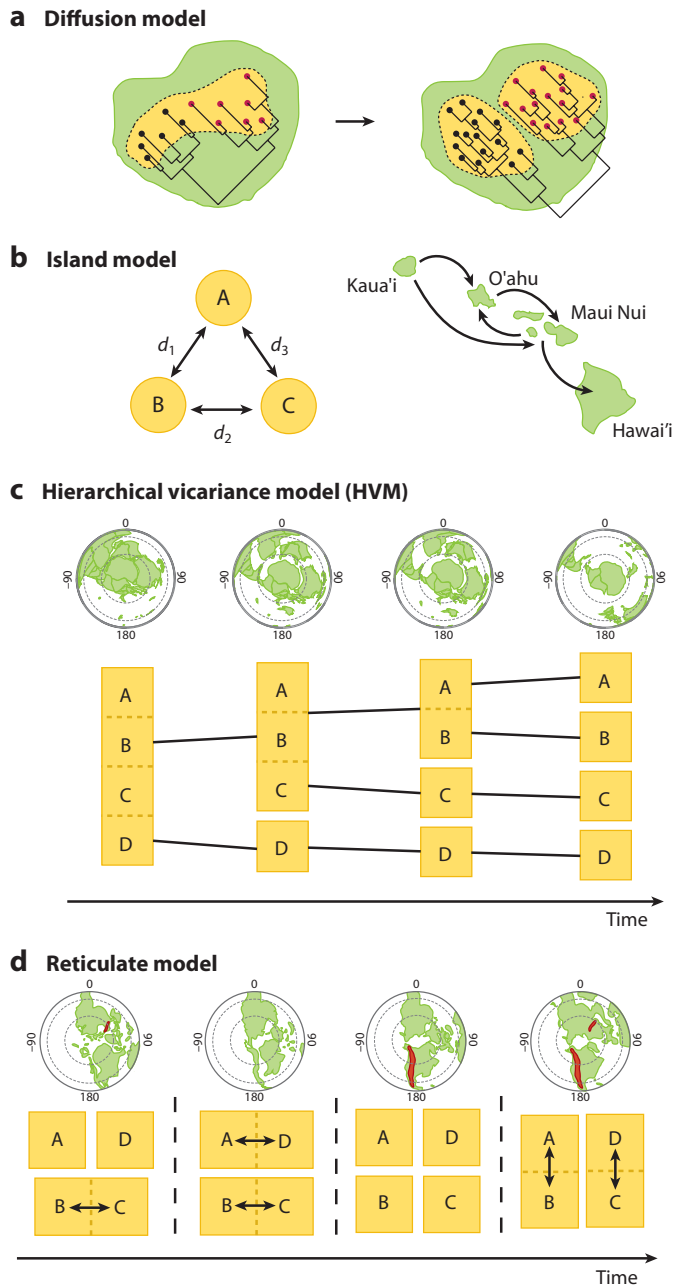 a Diffusion model
b Island model
A
d1
d3
B
C
d2
Kaua'i
O'ahu
Maui Nui
Hawai'i
c Hierarchical vicariance model (HVM)
0 0 0 0
–90 90 –90 90 –90 90 –90 90
180 180 180 180
A A A A
B B B B
C C C C
D D D D
Time
d Reticulate model
0 0 0 0
–90 90 –90 90 –90 90 –90 90
180 180 180 180
A D A D A D A D
B C B C B C B C
Time